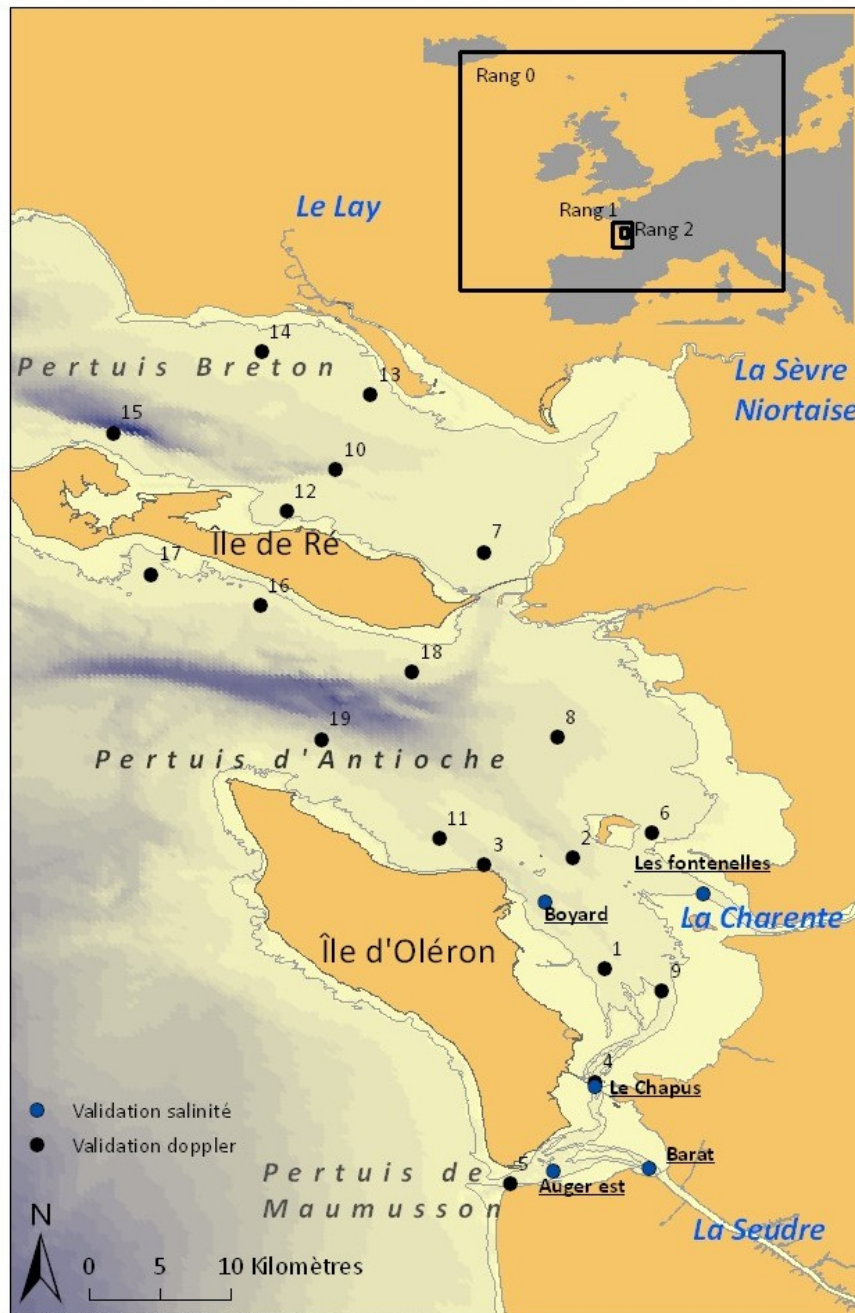 Rang 0
Rang 1
Rang 2
Le Lay
14
Pertuis Breton
13
La Sèvre
Niortaise
15
10
12
7
Île de Ré
17
16
18
19
8
Pertuis d'Antioche
11
3
2
6
Les fontenelles
Boyard
La Charente
Île d'Oléron
1
9
4
Le Chapus
Validation salinité
Validation doppler
5
Barat
Auger est
Pertuis de
Maumusson
La Seudre
N
0 5 10 Kilomètres